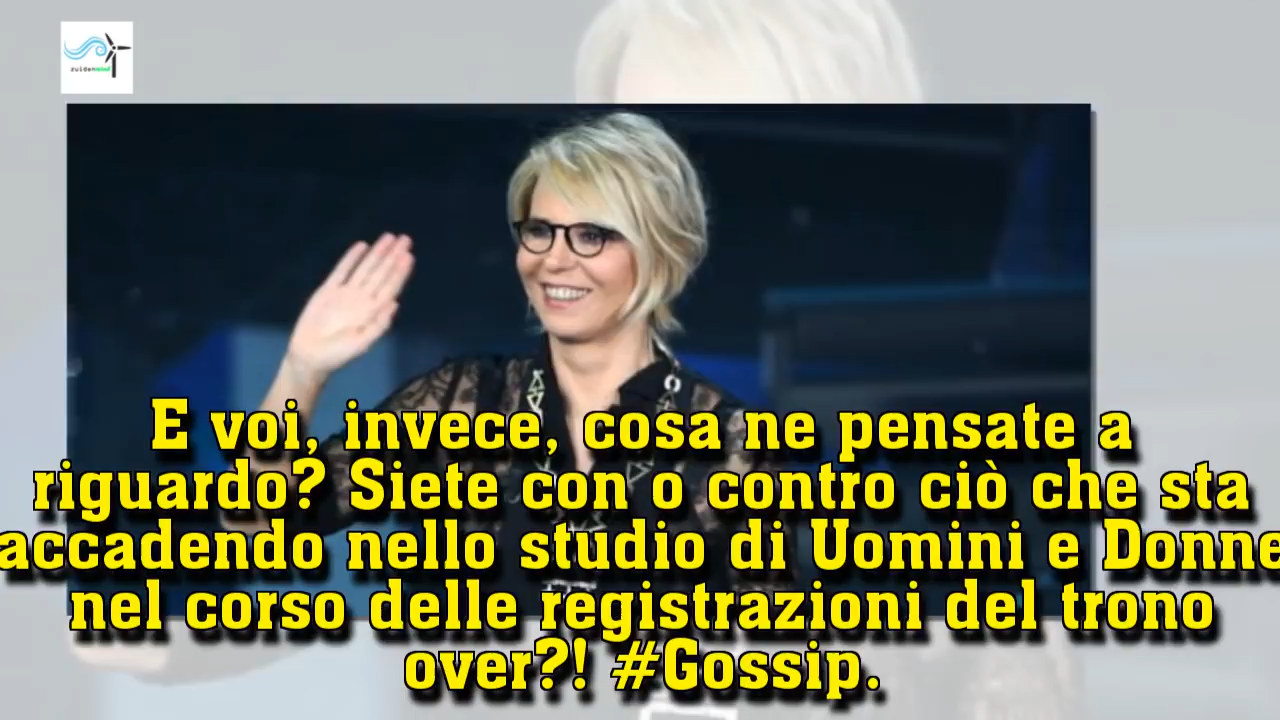 zuidenwind
E voi, invece, cosa ne pensate a
riguardo? Siete con o contro ciò che sta
accadendo nello studio di Uomini e Donne
nel corso delle registrazioni del trono
over?! #Gossip.